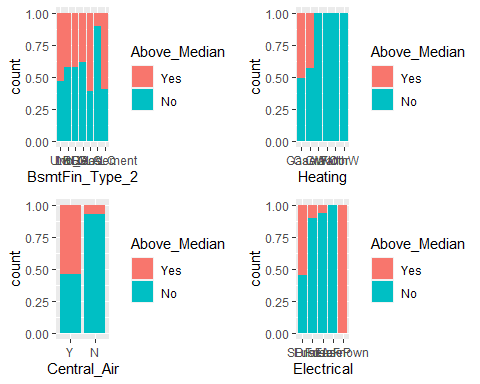 1.00
0.75
0.50
0.25
0.00
count
BsmtFin_Type_2
Above_Median
Yes
No
1.00
0.75
0.50
0.25
0.00
count
Heating
Above_Median
Yes
No
1.00
0.75
0.50
0.25
0.00
count
Y N
Central_Air
Above_Median
Yes
No
1.00
0.75
0.50
0.25
0.00
count
Electrical
Above_Median
Yes
No